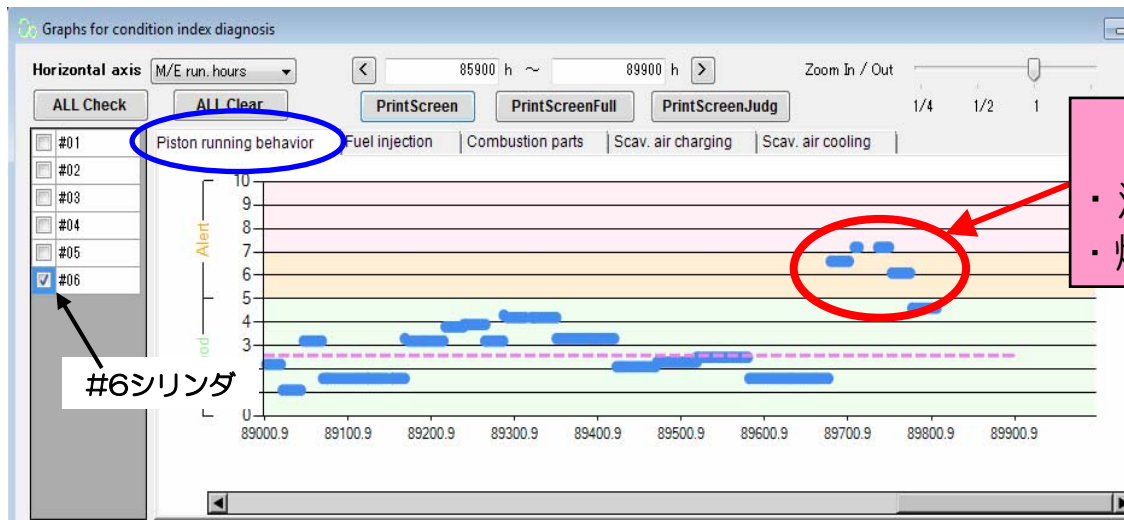 Graphs for condition index diagnosis
Horizontal axis M/E run. hours < 85900 h ~ 89900 h > Zoom In / Out
ALL Check ALL Clear PrintScreen PrintScreenFull PrintScreenJudg 1/4 1/2 1
#01 Piston running behavior Fuel injection Combustion parts Scav. air charging Scav. air cooling
#02
#03
#04
#05
#06
Alert
10
9
8
7
6
5
4
3
0
89000.9 89100.9 89200.9 89300.9 89400.9 89500.9 89600.9 89700.9 89800.9 89900.9
#6シリンダ